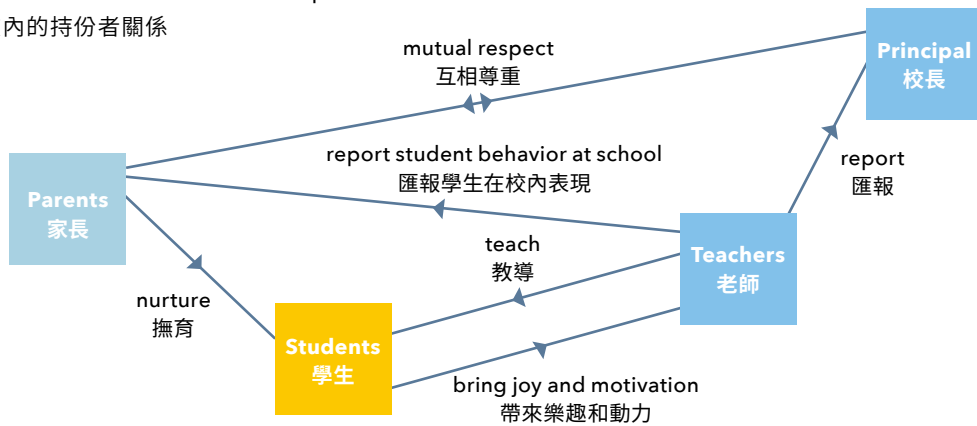 內的持份者關係
mutual respect
互相尊重
Principal
校長
report student behavior at school
匯報學生在校內表現
report
匯報
Parents
家長
teach
教導
Teachers
老師
nurture
撫育
Students
學生
bring joy and motivation
帶來樂趣和動力